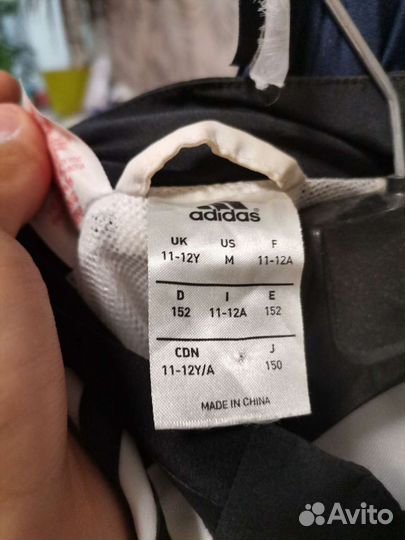 adidas
UK US F
11-12Y M 11-12A
D I E
152 11-12A 152
CDN J
11-12Y/A 150
MADE IN CHINA
Avito